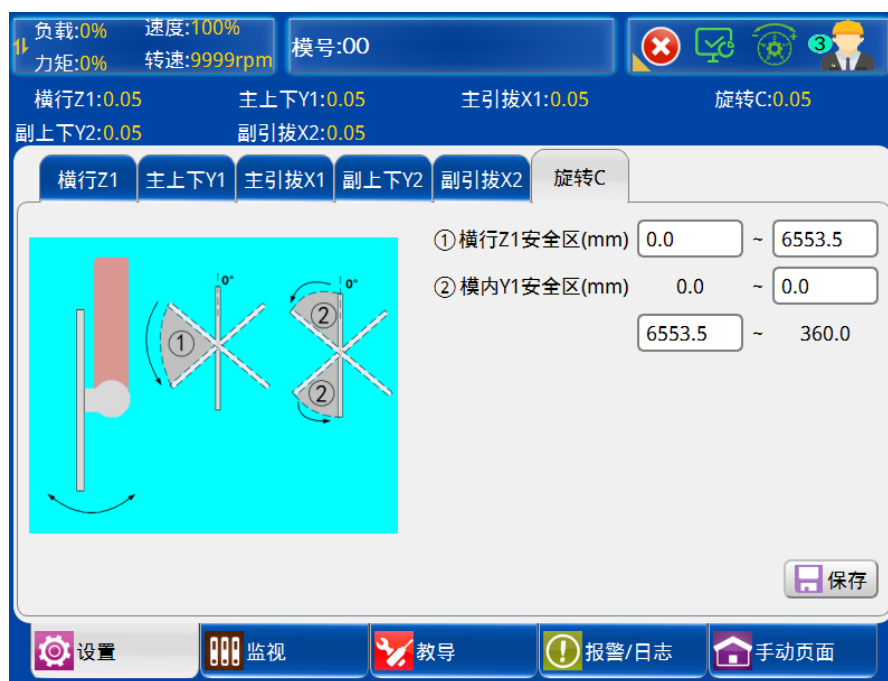 负载:0% 速度:100%
力矩:0% 转速:9999rpm
模号:00
3
横行Z1:0.05 主上下Y1:0.05 主引拔X1:0.05 旋转C:0.05
副上下Y2:0.05 副引拔X2:0.05
横行Z1 主上下Y1 主引拔X1 副上下Y2 副引拔X2 旋转C
①横行Z1安全区(mm) 0.0 ~ 6553.5
②模内Y1安全区(mm) 0.0 ~ 0.0
6553.5 ~ 360.0
0° 0°
① ②
②
保存
设置 监视 教导 报警/日志 手动页面